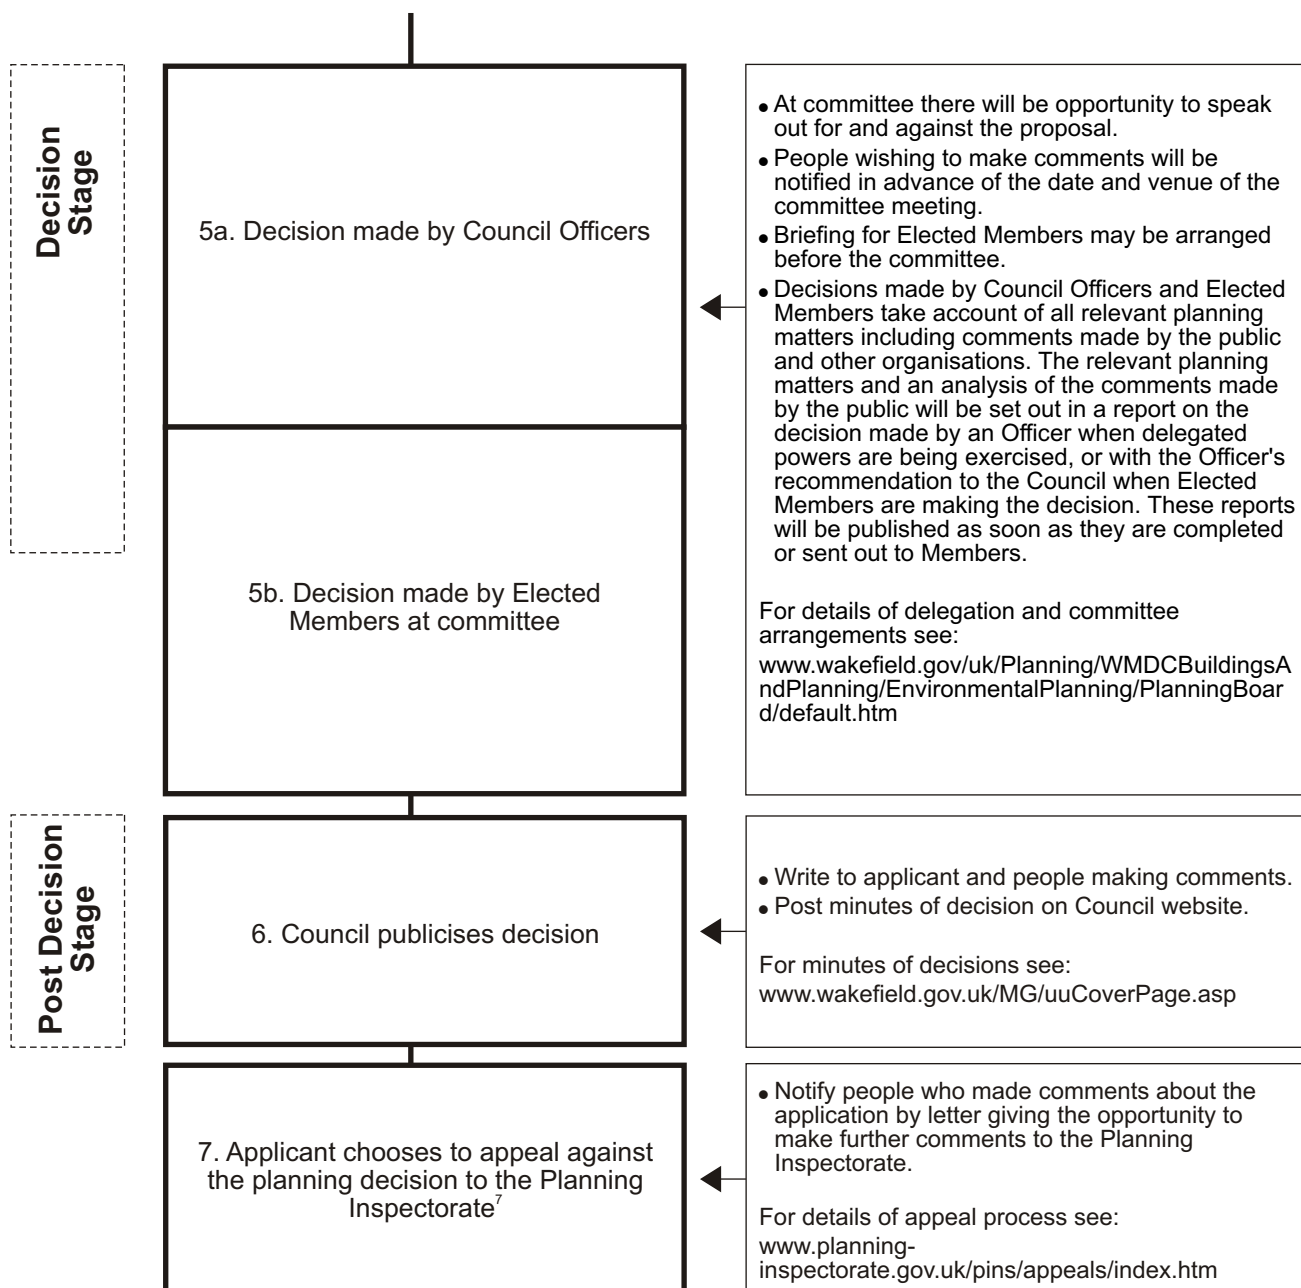 Decision
Stage
5a. Decision made by Council Officers
5b. Decision made by Elected
Members at committee
• At committee there will be opportunity to speak
out for and against the proposal.
• People wishing to make comments will be
notified in advance of the date and venue of the
committee meeting.
• Briefing for Elected Members may be arranged
before the committee.
• Decisions made by Council Officers and Elected
Members take account of all relevant planning
matters including comments made by the public
and other organisations. The relevant planning
matters and an analysis of the comments made
by the public will be set out in a report on the
decision made by an Officer when delegated
powers are being exercised, or with the Officer's
recommendation to the Council when Elected
Members are making the decision. These reports
will be published as soon as they are completed
or sent out to Members.
For details of delegation and committee
arrangements see:
www.wakefield.gov/uk/Planning/WMDCBuildingsA
ndPlanning/EnvironmentalPlanning/PlanningBoar
d/default.htm
Post Decision
Stage
6. Council publicises decision
• Write to applicant and people making comments.
• Post minutes of decision on Council website.
For minutes of decisions see:
www.wakefield.gov.uk/MG/uuCoverPage.asp
7. Applicant chooses to appeal against
the planning decision to the Planning
Inspectorate⁷
• Notify people who made comments about the
application by letter giving the opportunity to
make further comments to the Planning
Inspectorate.
For details of appeal process see:
www.planning-
inspectorate.gov.uk/pins/appeals/index.htm